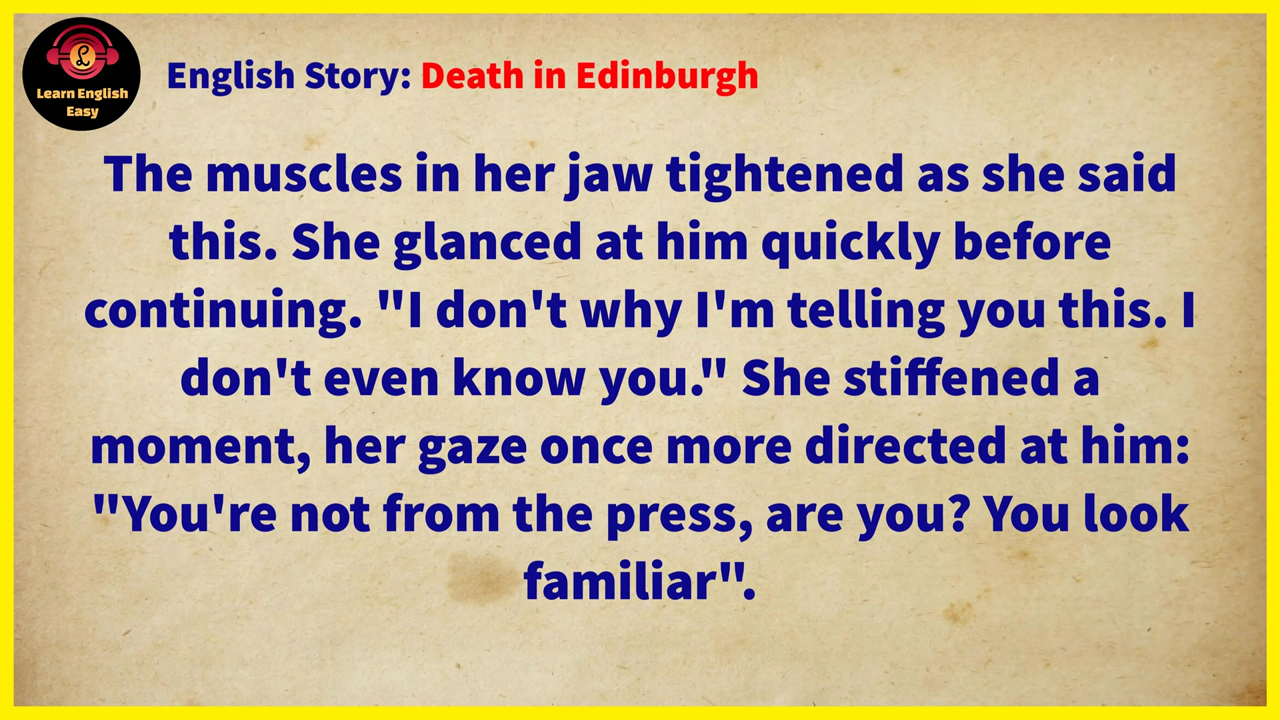 Learn English
Easy
English Story: Death in Edinburgh
The muscles in her jaw tightened as she said
this. She glanced at him quickly before
continuing. "I don't why I'm telling you this. I
don't even know you." She stiffened a
moment, her gaze once more directed at him:
"You're not from the press, are you? You look
familiar".